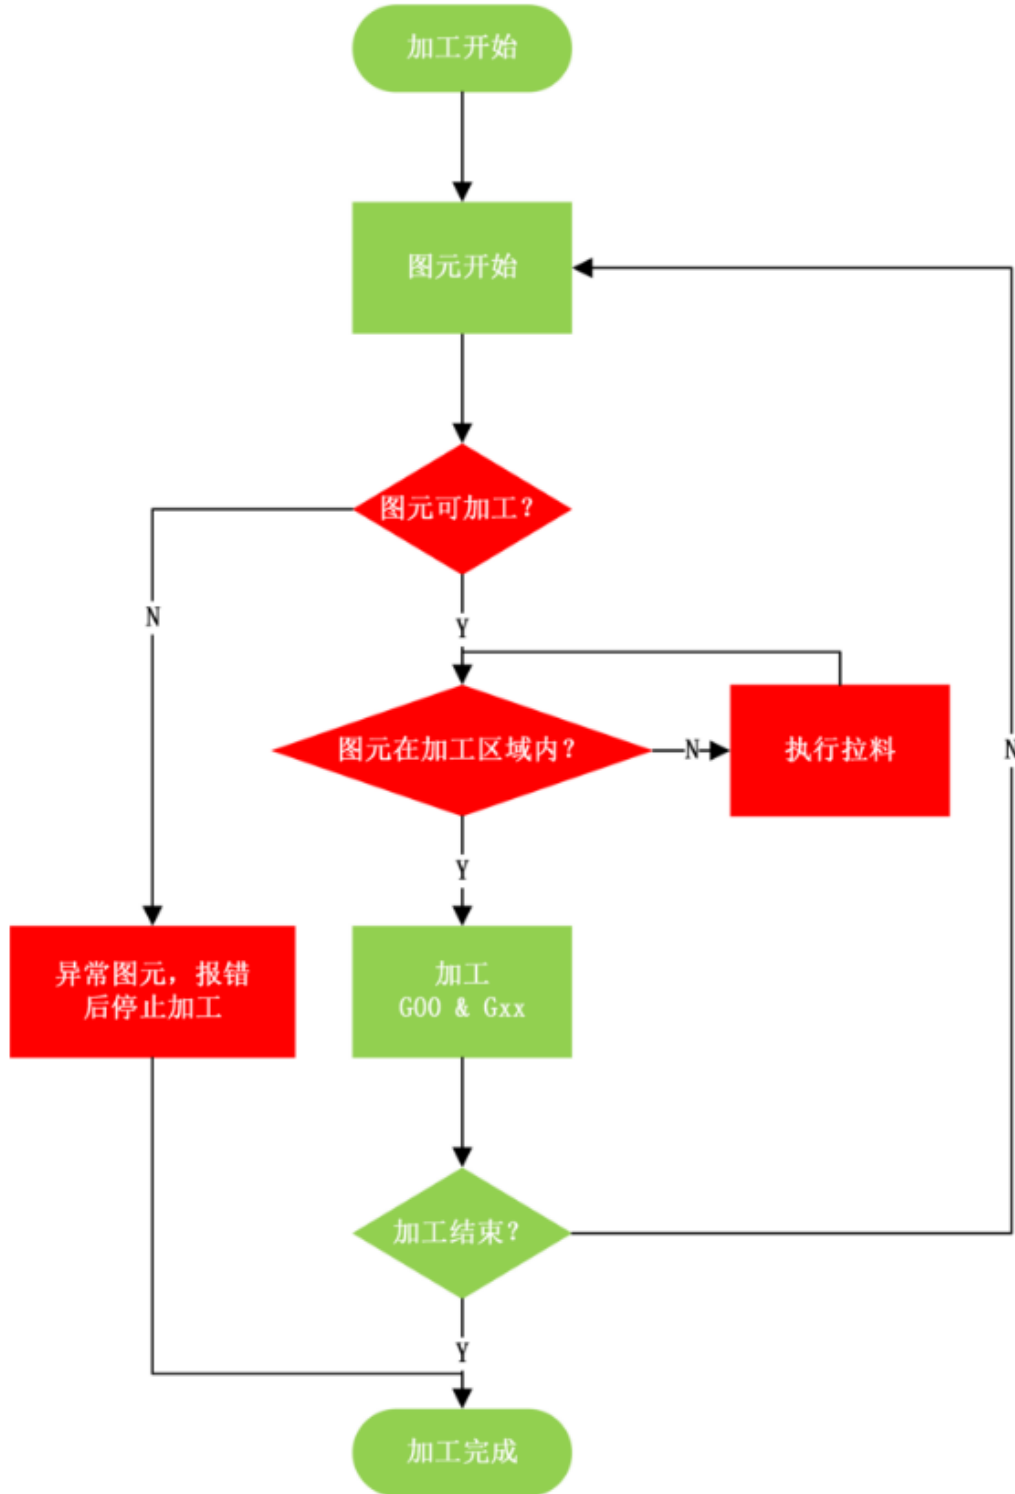 加工开始
图元开始
图元可加工?
N
Y
图元在加工区域内?
N
执行拉料
N
Y
异常图元，报错
后停止加工
加工
G00 & Gxx
加工结束?
Y
加工完成